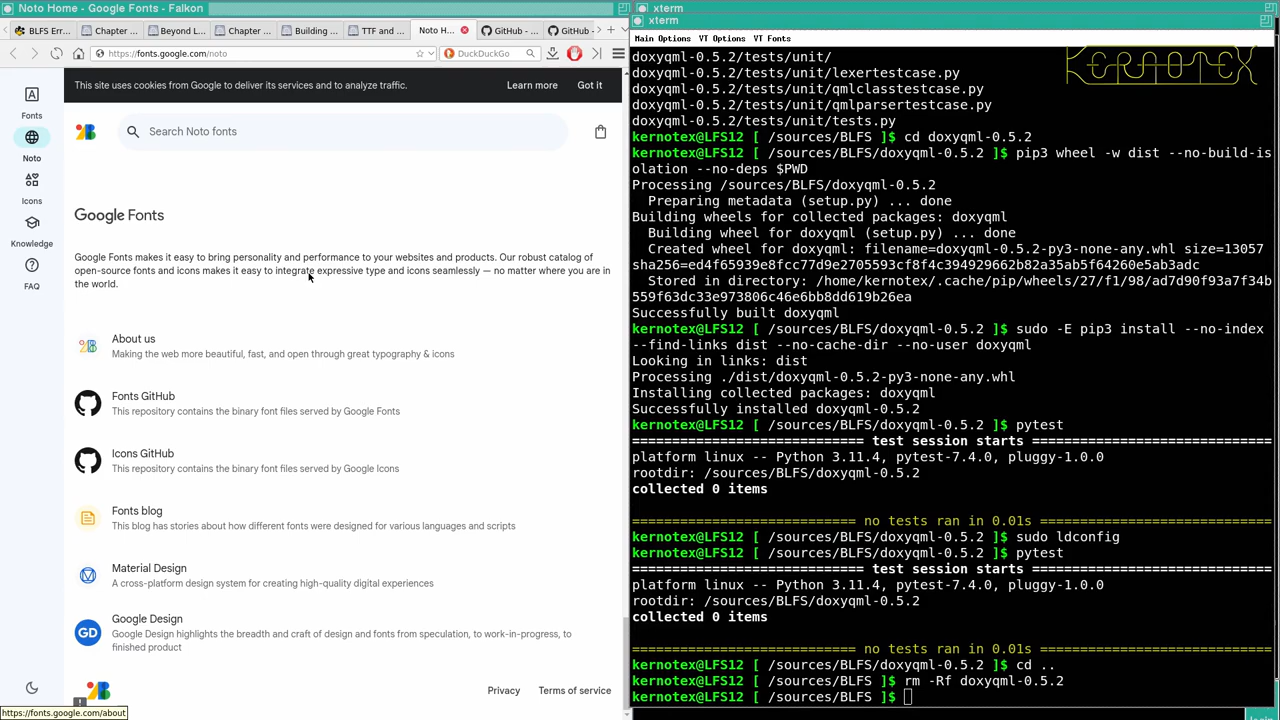 Noto Home - Google Fonts - Falkon
BLFS Err...
Chapter ...
Beyond L...
Chapter ...
Building ...
TTF and ...
Noto H...
GitHub - ...
GitHub -
https://fonts.google.com/noto
DuckDuckGo
This site uses cookies from Google to deliver its services and to analyze traffic.
Learn more
Got it
Search Noto fonts
Fonts
Noto
Icons
Knowledge
FAQ
Google Fonts
Google Fonts makes it easy to bring personality and performance to your websites and products. Our robust catalog of
open-source fonts and icons makes it easy to integrate expressive type and icons seamlessly — no matter where you are in
the world.
About us
Making the web more beautiful, fast, and open through great typography & icons
Fonts GitHub
This repository contains the binary font files served by Google Fonts
Icons GitHub
This repository contains the binary font files served by Google Icons
Fonts blog
This blog has stories about how different fonts were designed for various languages and scripts
Material Design
A cross-platform design system for creating high-quality digital experiences
GD
Google Design
Google Design highlights the breadth and craft of design and fonts from speculation, to work-in-progress, to
finished product
Privacy
Terms of service
https://fonts.google.com/about
xterm
xterm
Main Options VT Options VT Fonts
KERNOTEX
doxyqml-0.5.2/tests/unit/
doxyqml-0.5.2/tests/unit/lexertestcase.py
doxyqml-0.5.2/tests/unit/qmlclasstestcase.py
doxyqml-0.5.2/tests/unit/qmlparsertestcase.py
doxyqml-0.5.2/tests/unit/tests.py
kernotex@LFS12 [ /sources/BLFS ]$ cd doxyqml-0.5.2
kernotex@LFS12 [ /sources/BLFS/doxyqml-0.5.2 ]$ pip3 wheel -w dist --no-build-is
olation --no-deps $PWD
Processing /sources/BLFS/doxyqml-0.5.2
Preparing metadata (setup.py) ... done
Building wheels for collected packages: doxyqml
Building wheel for doxyqml (setup.py) ... done
Created wheel for doxyqml: filename=doxyqml-0.5.2-py3-none-any.whl size=13057
sha256=ed4f65939e8fcc77d9e2705593cf8f4c394929662b82a35ab5f64260e5ab3adc
Stored in directory: /home/kernotex/.cache/pip/wheels/27/f1/98/ad7d90f93a7f34b
559f63dc33e973806c46e6bb8dd619b26ea
Successfully built doxyqml
kernotex@LFS12 [ /sources/BLFS/doxyqml-0.5.2 ]$ sudo -E pip3 install --no-index
--find-links dist --no-cache-dir --no-user doxyqml
Looking in links: dist
Processing ./dist/doxyqml-0.5.2-py3-none-any.whl
Installing collected packages: doxyqml
Successfully installed doxyqml-0.5.2
kernotex@LFS12 [ /sources/BLFS/doxyqml-0.5.2 ]$ pytest
============================ test session starts ===============================
platform linux -- Python 3.11.4, pytest-7.4.0, pluggy-1.0.0
rootdir: /sources/BLFS/doxyqml-0.5.2
collected 0 items
============================ no tests ran in 0.01s =============================
kernotex@LFS12 [ /sources/BLFS/doxyqml-0.5.2 ]$ sudo ldconfig
kernotex@LFS12 [ /sources/BLFS/doxyqml-0.5.2 ]$ pytest
============================ test session starts ===============================
platform linux -- Python 3.11.4, pytest-7.4.0, pluggy-1.0.0
rootdir: /sources/BLFS/doxyqml-0.5.2
collected 0 items
============================ no tests ran in 0.01s =============================
kernotex@LFS12 [ /sources/BLFS/doxyqml-0.5.2 ]$ cd ..
kernotex@LFS12 [ /sources/BLFS ]$ rm -Rf doxyqml-0.5.2
kernotex@LFS12 [ /sources/BLFS ]$